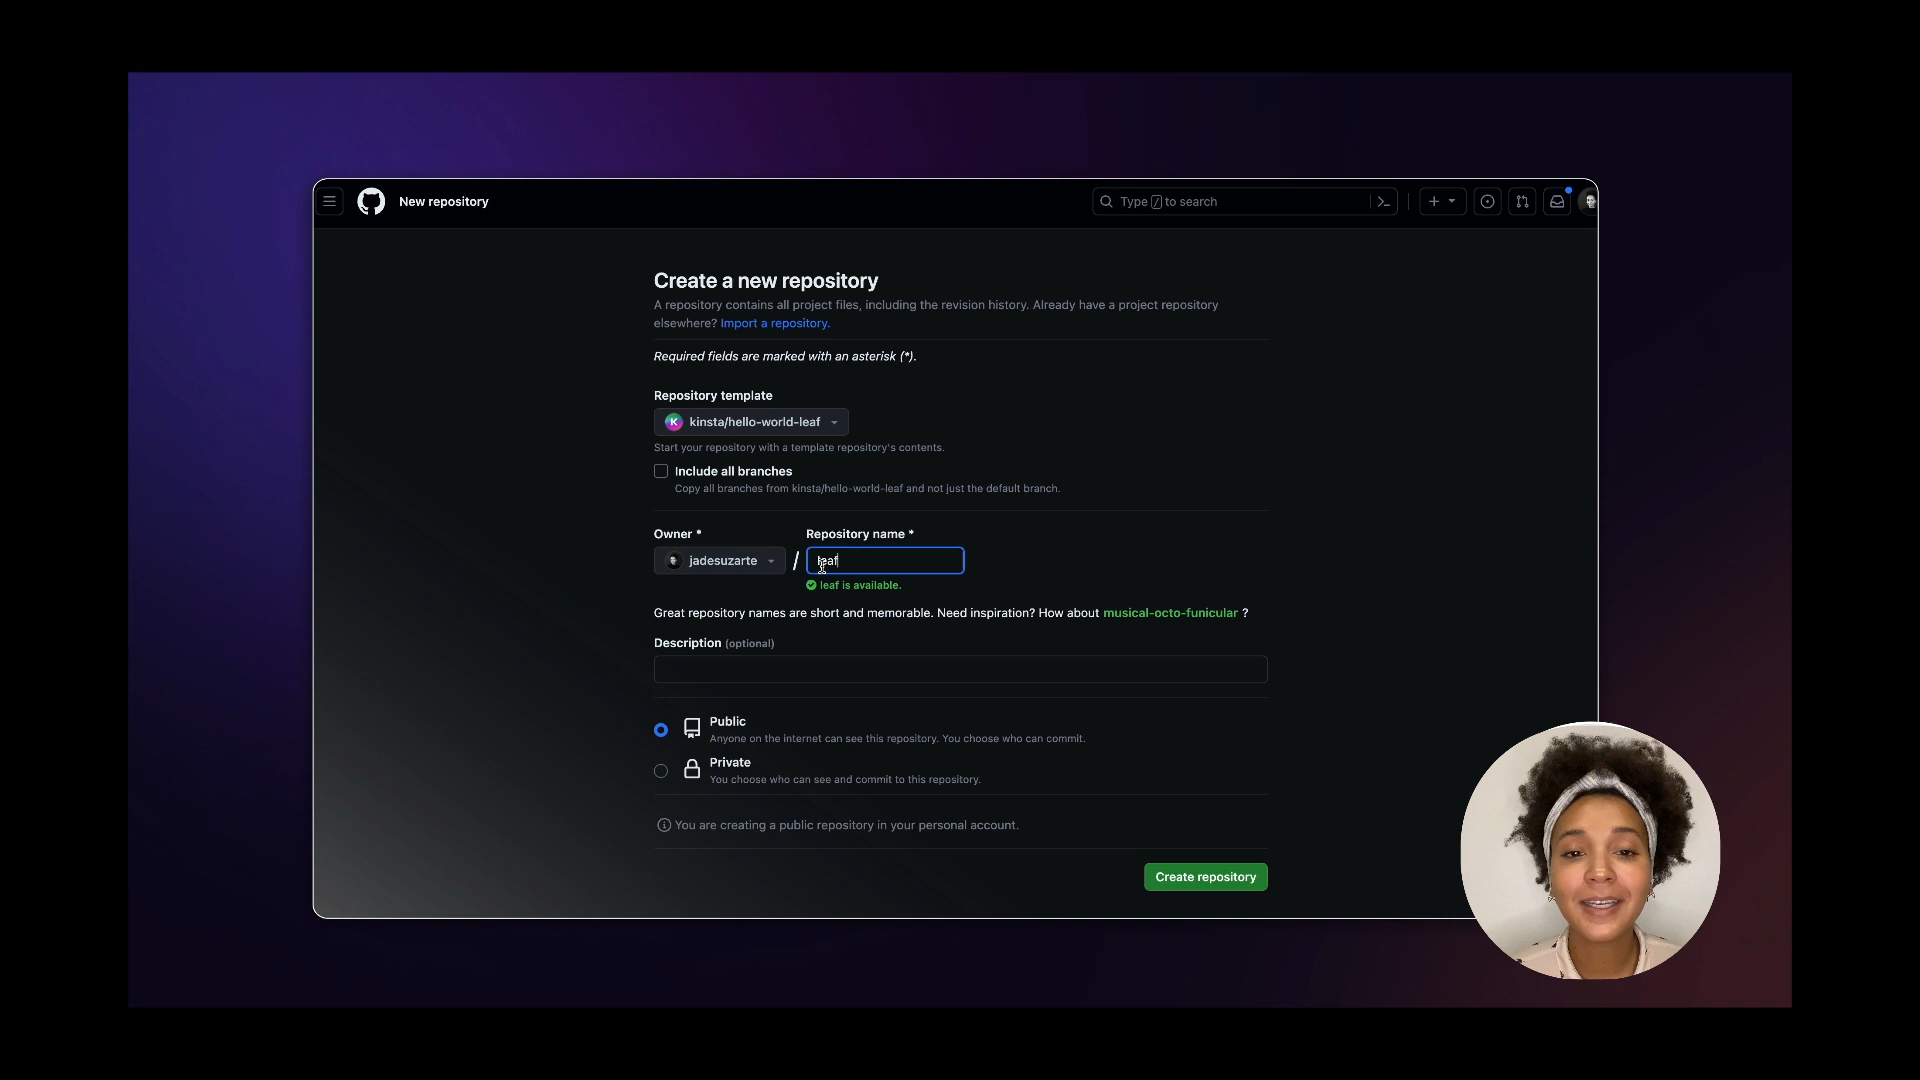 New repository
Type / to search
Create a new repository
A repository contains all project files, including the revision history. Already have a project repository
elsewhere? Import a repository.
Required fields are marked with an asterisk (*).
Repository template
K kinsta/hello-world-leaf
Start your repository with a template repository's contents.
Include all branches
Copy all branches from kinsta/hello-world-leaf and not just the default branch.
Owner * Repository name *
jadesuzarte / leaf
leaf is available.
Great repository names are short and memorable. Need inspiration? How about musical-octo-funicular ?
Description (optional)
Public
Anyone on the internet can see this repository. You choose who can commit.
Private
You choose who can see and commit to this repository.
You are creating a public repository in your personal account.
Create repository